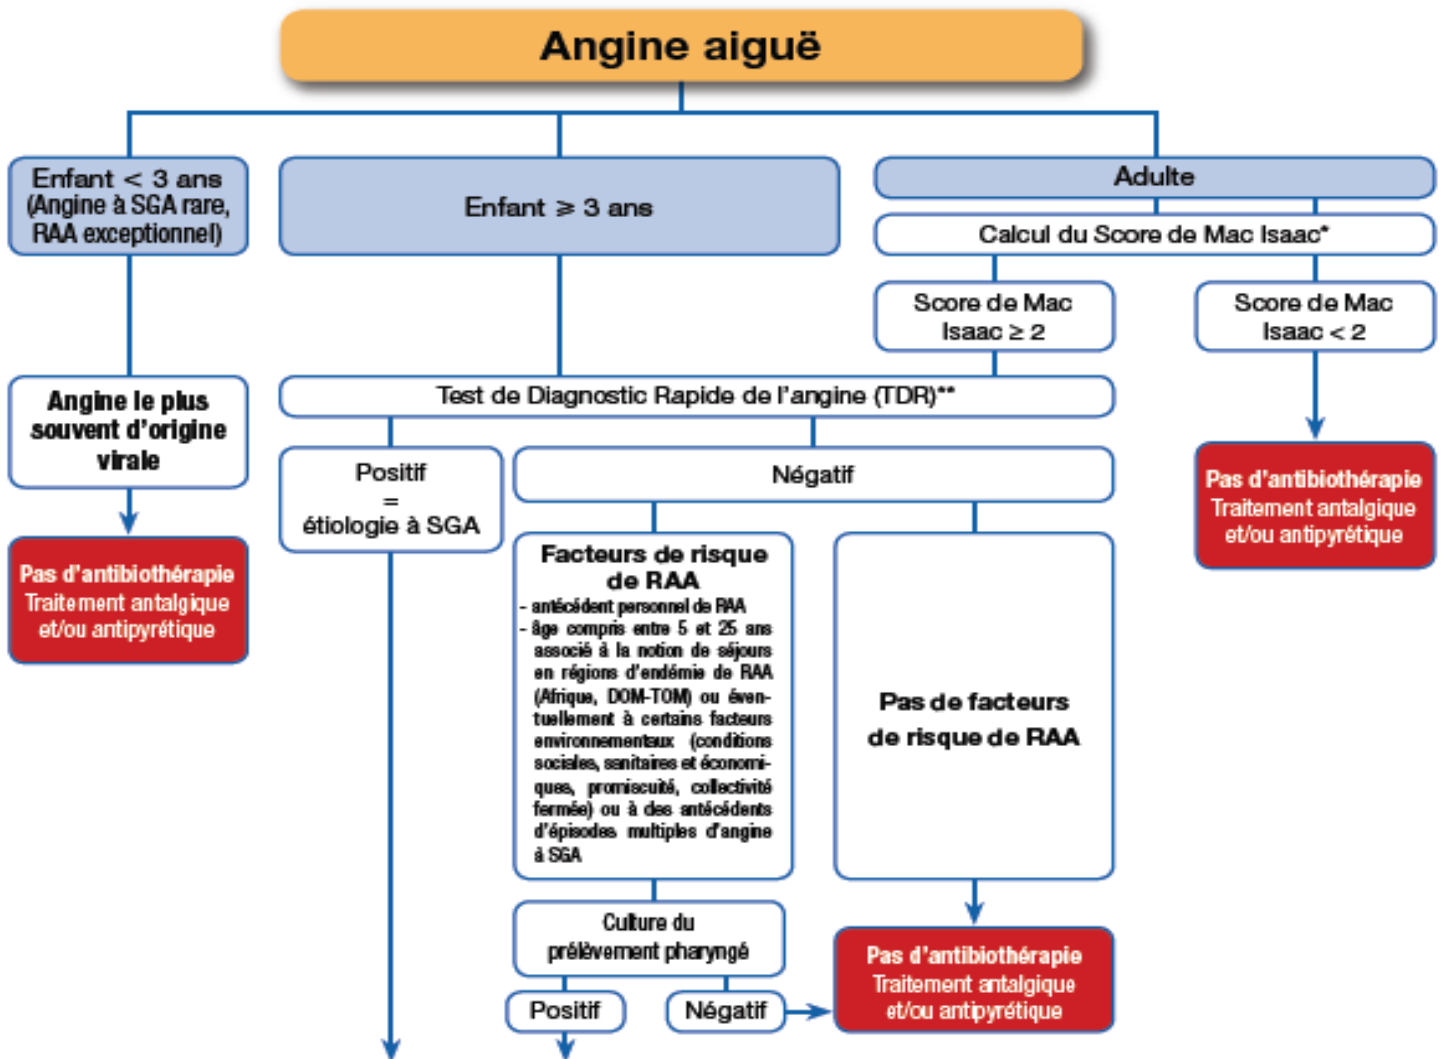 Angine aiguë
Enfant < 3 ans
(Angine à SGA rare,
RAA exceptionnel)
Enfant ⩾ 3 ans
Adulte
Calcul du Score de Mac Isaac*
Score de Mac
Isaac ≥ 2
Score de Mac
Isaac < 2
Angine le plus
souvent d'origine
virale
Test de Diagnostic Rapide de l'angine (TDR)**
Positif
=
étiologie à SGA
Négatif
Pas d'antibiothérapie
Traitement antalgique
et/ou antipyrétique
Pas d'antibiothérapie
Traitement antalgique
et/ou antipyrétique
Facteurs de risque
de RAA
- antécédent personnel de RAA
- âge compris entre 5 et 25 ans
associé à la notion de séjours
en régions d'endémie de RAA
(Afrique, DOM-TOM) ou éven-
tuellement à certains facteurs
environnementaux (conditions
sociales, sanitaires et économi-
ques, promiscuité, collectivité
fermée) ou à des antécédents
d'épisodes multiples d'angine
à SGA
Pas de facteurs
de risque de RAA
Culture du
prélèvement pharyngé
Positif
Négatif
Pas d'antibiothérapie
Traitement antalgique
et/ou antipyrétique